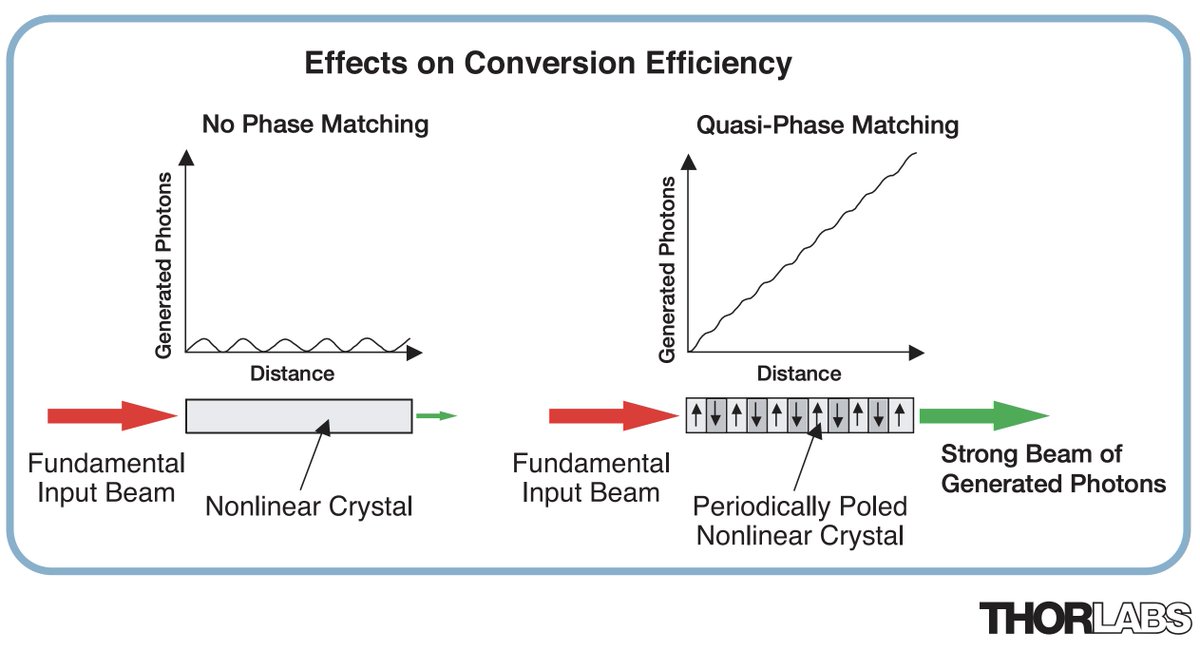 Effects on Conversion Efficiency
No Phase Matching
Generated Photons
Distance
Fundamental
Input Beam
Nonlinear Crystal
Quasi-Phase Matching
Generated Photons
Distance
Fundamental
Input Beam
Periodically Poled
Nonlinear Crystal
Strong Beam of
Generated Photons
THORLABS